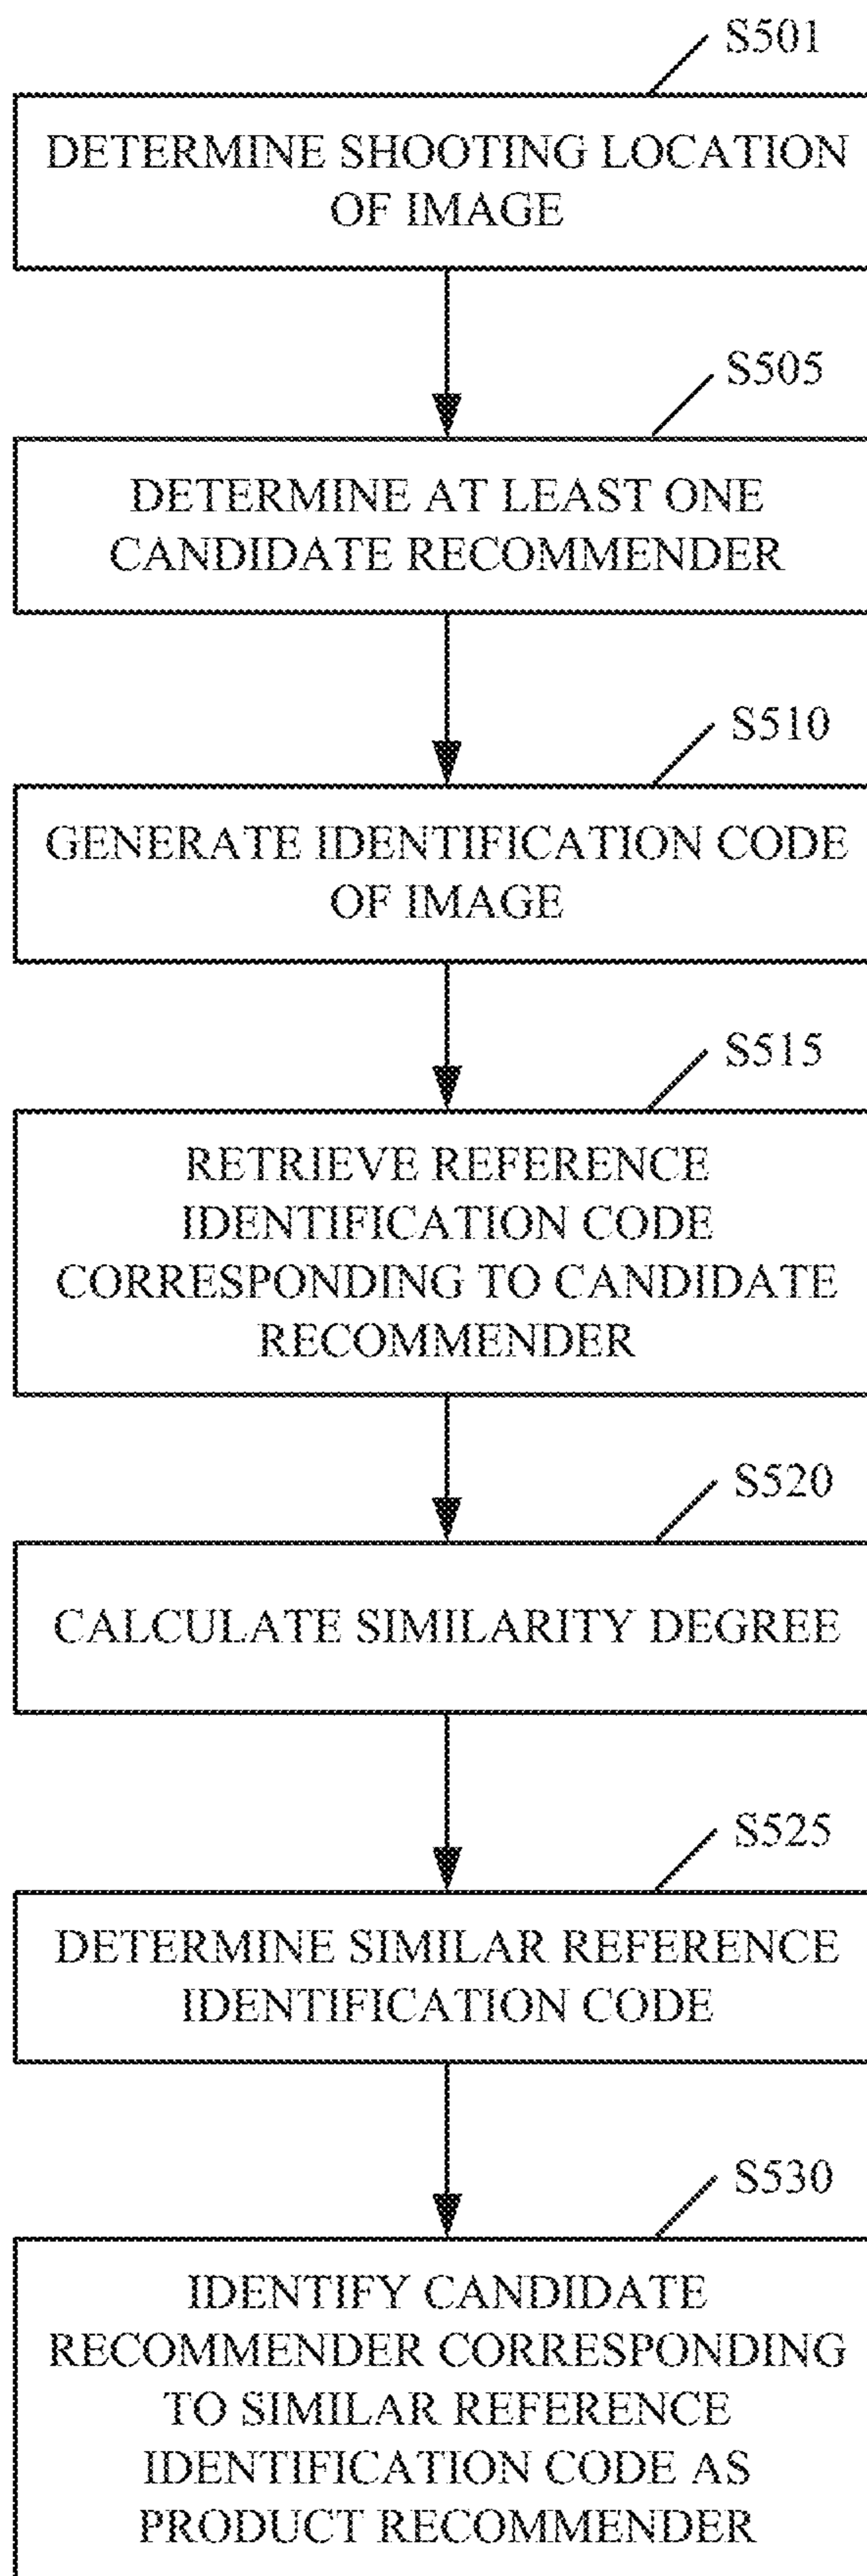 S501
DETERMINE SHOOTING LOCATION
OF IMAGE
S505
DETERMINE AT LEAST ONE
CANDIDATE RECOMMENDER
S510
GENERATE IDENTIFICATION CODE
OF IMAGE
S515
RETRIEVE REFERENCE
IDENTIFICATION CODE
CORRESPONDING TO CANDIDATE
RECOMMENDER
S520
CALCULATE SIMILARITY DEGREE
S525
DETERMINE SIMILAR REFERENCE
IDENTIFICATION CODE
S530
IDENTIFY CANDIDATE
RECOMMENDER CORRESPONDING
TO SIMILAR REFERENCE
IDENTIFICATION CODE AS
PRODUCT RECOMMENDER